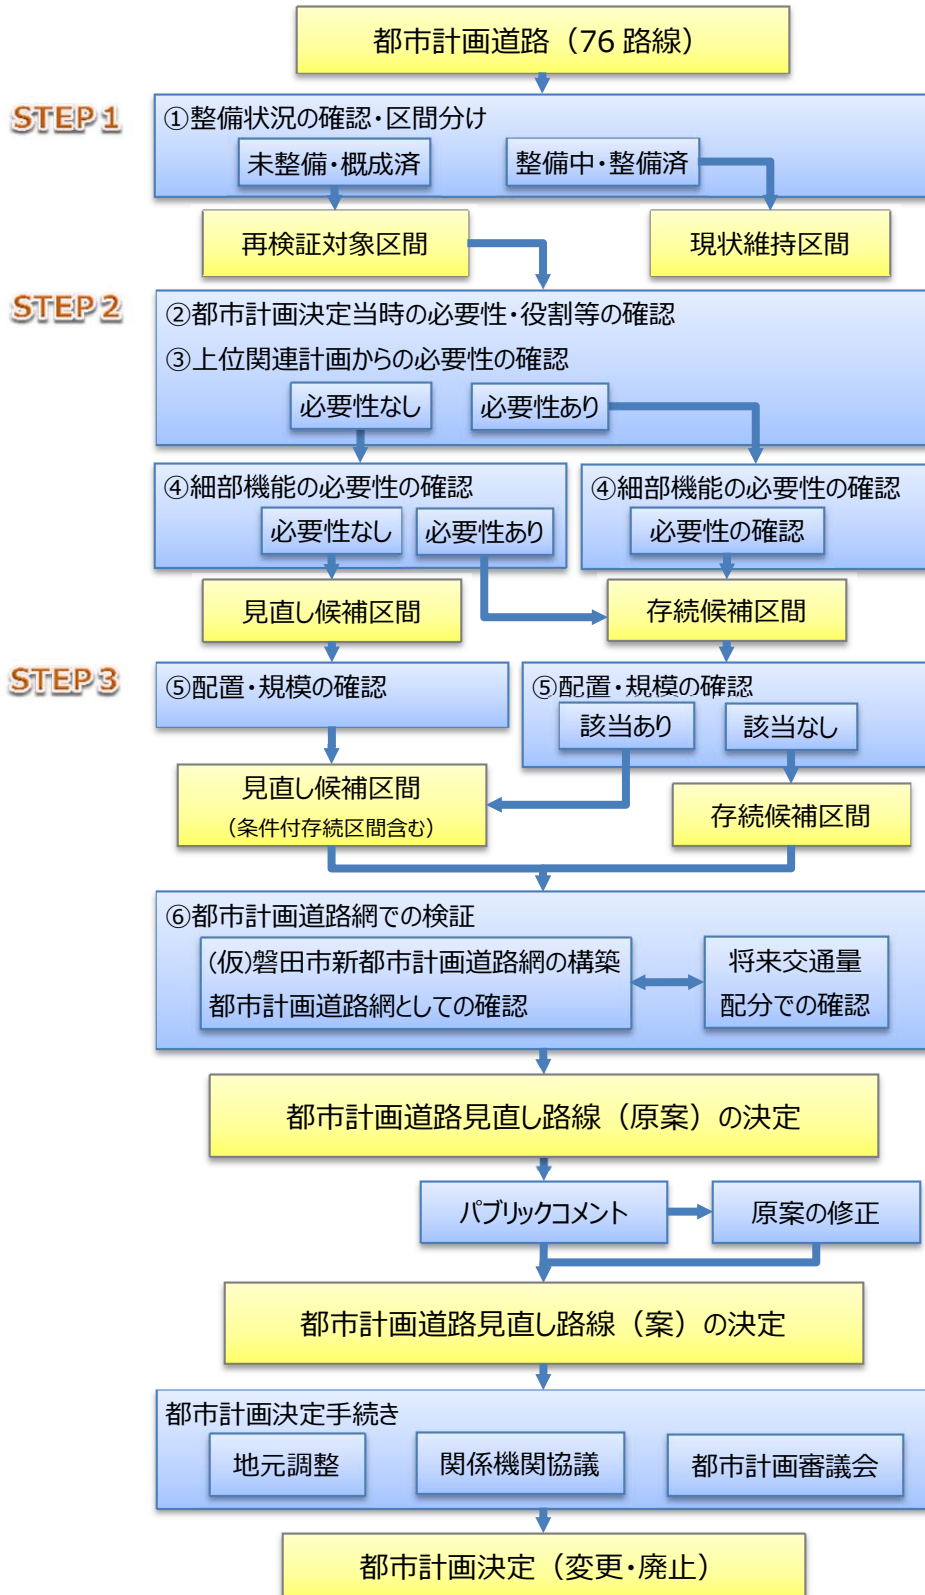 都市計画道路（76 路線）
STEP 1
①整備状況の確認・区間分け
未整備・概成済
整備中・整備済
再検証対象区間
現状維持区間
STEP 2
②都市計画決定当時の必要性・役割等の確認
③上位関連計画からの必要性の確認
必要性なし
必要性あり
④細部機能の必要性の確認
必要性なし
必要性あり
④細部機能の必要性の確認
必要性の確認
見直し候補区間
存続候補区間
STEP 3
⑤配置・規模の確認
⑤配置・規模の確認
該当あり
該当なし
見直し候補区間
（条件付存続区間含む）
存続候補区間
⑥都市計画道路網での検証
(仮)磐田市新都市計画道路網の構築
都市計画道路網としての確認
将来交通量
配分での確認
都市計画道路見直し路線（原案）の決定
パブリックコメント
原案の修正
都市計画道路見直し路線（案）の決定
都市計画決定手続き
地元調整
関係機関協議
都市計画審議会
都市計画決定（変更・廃止）